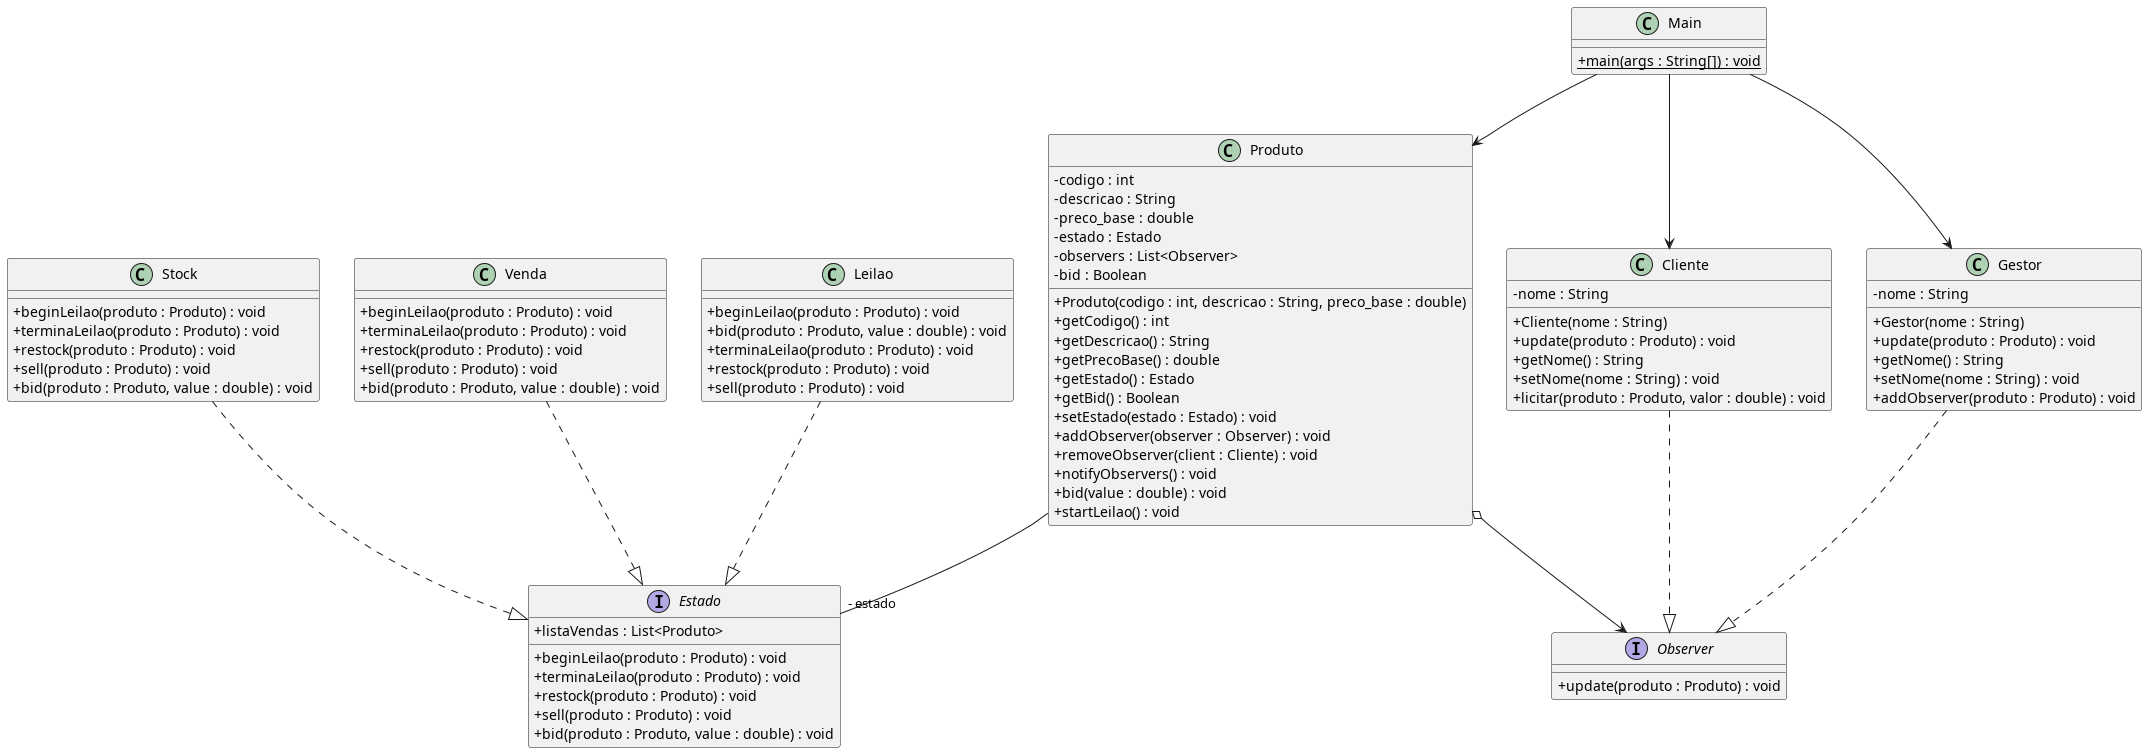 C Main
+main(args : String[]) : void
C Produto
-codigo : int
-descricao : String
-preco_base : double
-estado : Estado
-observers : List<Observer>
-bid : Boolean
+Produto(codigo : int, descricao : String, preco_base : double)
+getCodigo() : int
+getDescricao() : String
+getPrecoBase() : double
+getEstado() : Estado
+getBid() : Boolean
+setEstado(estado : Estado) : void
+addObserver(observer : Observer) : void
+removeObserver(client : Cliente) : void
+notifyObservers() : void
+bid(value : double) : void
+startLeilao() : void
C Stock
+beginLeilao(produto : Produto) : void
+terminaLeilao(produto : Produto) : void
+restock(produto : Produto) : void
+sell(produto : Produto) : void
+bid(produto : Produto, value : double) : void
C Venda
+beginLeilao(produto : Produto) : void
+terminaLeilao(produto : Produto) : void
+restock(produto : Produto) : void
+sell(produto : Produto) : void
+bid(produto : Produto, value : double) : void
C Leilao
+beginLeilao(produto : Produto) : void
+bid(produto : Produto, value : double) : void
+terminaLeilao(produto : Produto) : void
+restock(produto : Produto) : void
+sell(produto : Produto) : void
C Cliente
-nome : String
+Cliente(nome : String)
+update(produto : Produto) : void
+getNome() : String
+setNome(nome : String) : void
+licitar(produto : Produto, valor : double) : void
C Gestor
-nome : String
+Gestor(nome : String)
+update(produto : Produto) : void
+getNome() : String
+setNome(nome : String) : void
+addObserver(produto : Produto) : void
I Estado
+listaVendas : List<Produto>
+beginLeilao(produto : Produto) : void
+terminaLeilao(produto : Produto) : void
+restock(produto : Produto) : void
+sell(produto : Produto) : void
+bid(produto : Produto, value : double) : void
- estado
I Observer
+update(produto : Produto) : void